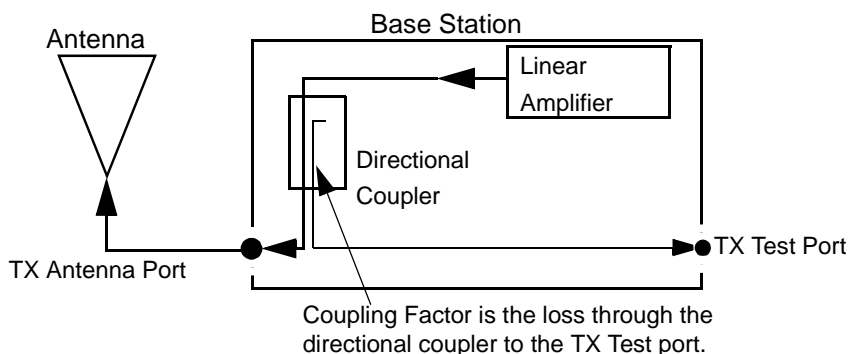 Base Station
Antenna
Linear
Amplifier
Directional
Coupler
TX Antenna Port
TX Test Port
Coupling Factor is the loss through the
directional coupler to the TX Test port.